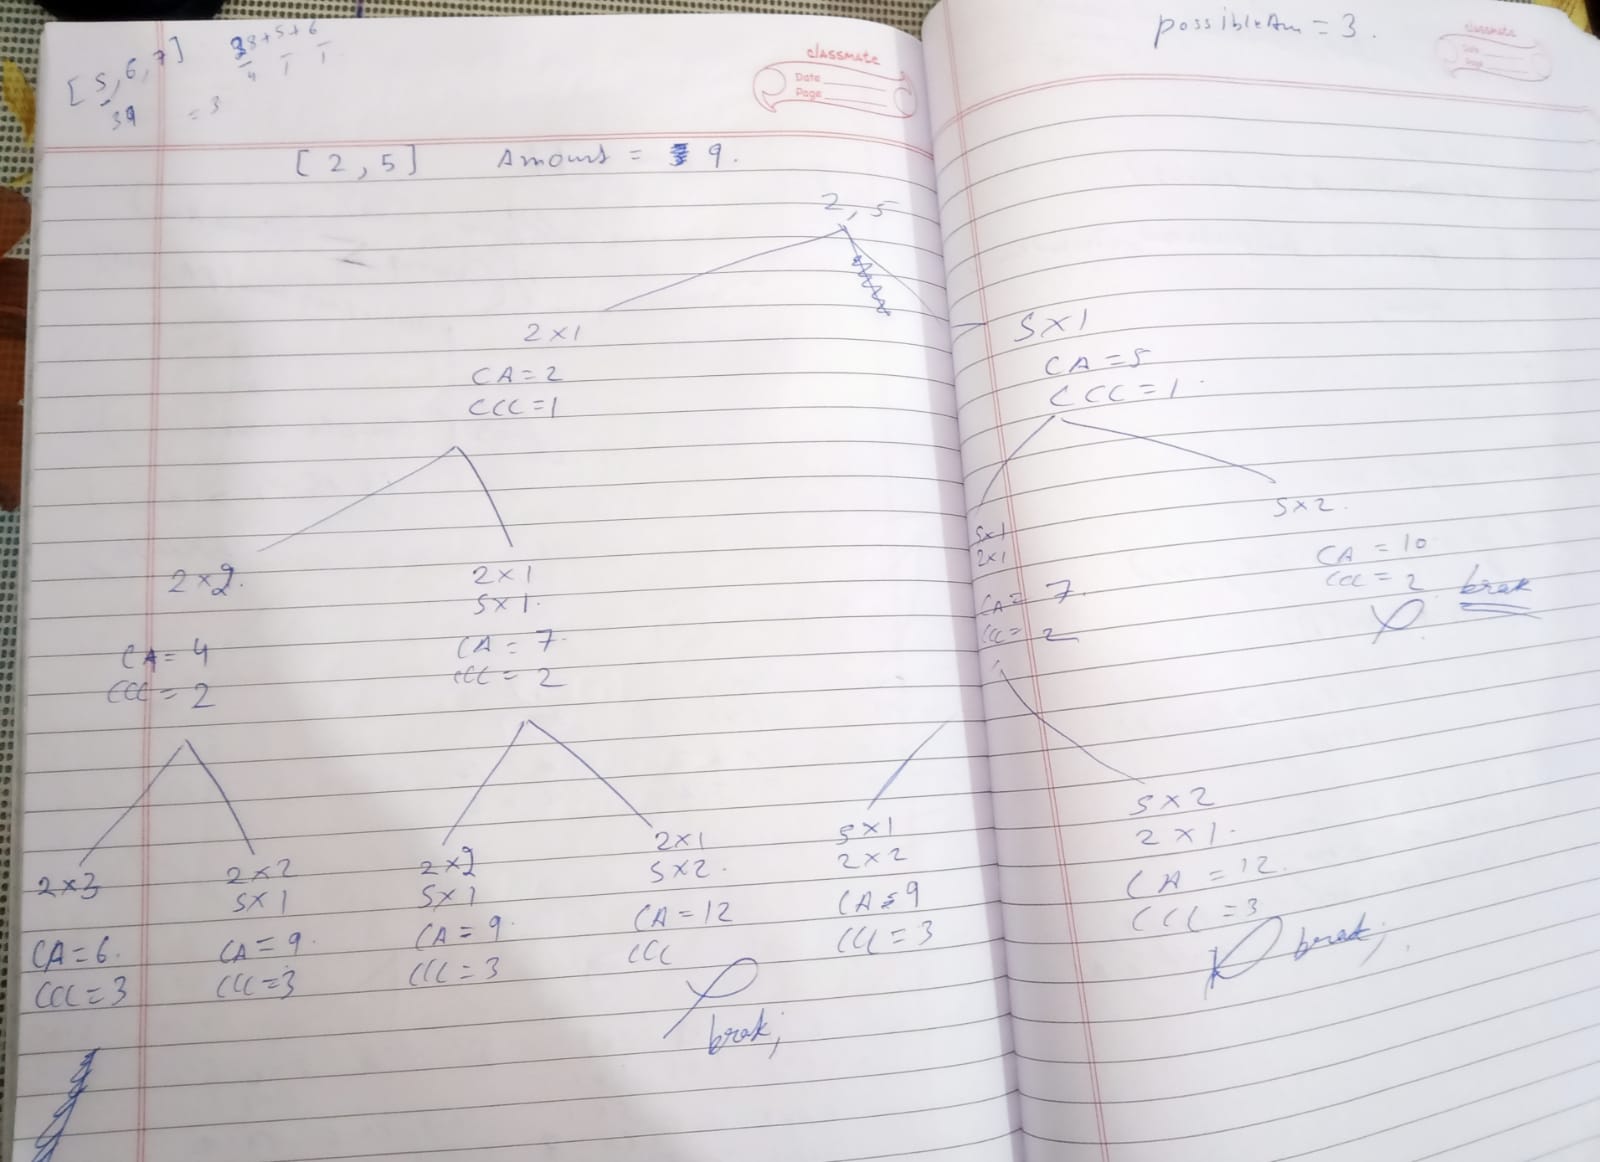 [5, 6, 7]
38+5+6
4 1 1
39 = 3
classmate
Date
Page
[2, 5] Amount = 9.
2, 5
2×1
CA=2
CCC=1
2×2.
CA=4
CCC=2
2×1
5×1.
CA=7.
CCC=2
2×3
CA=6.
CCC=3
2×2
5×1
CA=9.
CCC=3
2×2
5×1
CA=9.
CCC=3
2×1
5×2.
CA=12
CCC
brak;
5×1
2×2
CA=9
CCC=3
possibleAm = 3.
classmate
Date
Page
5×1
CA=5
CCC=1.
5×1
2×1
CA=7.
CCC=2
5×2.
CA=10
CCC=2 brak
5×2
2×1.
CA=12.
CCC=3
break;